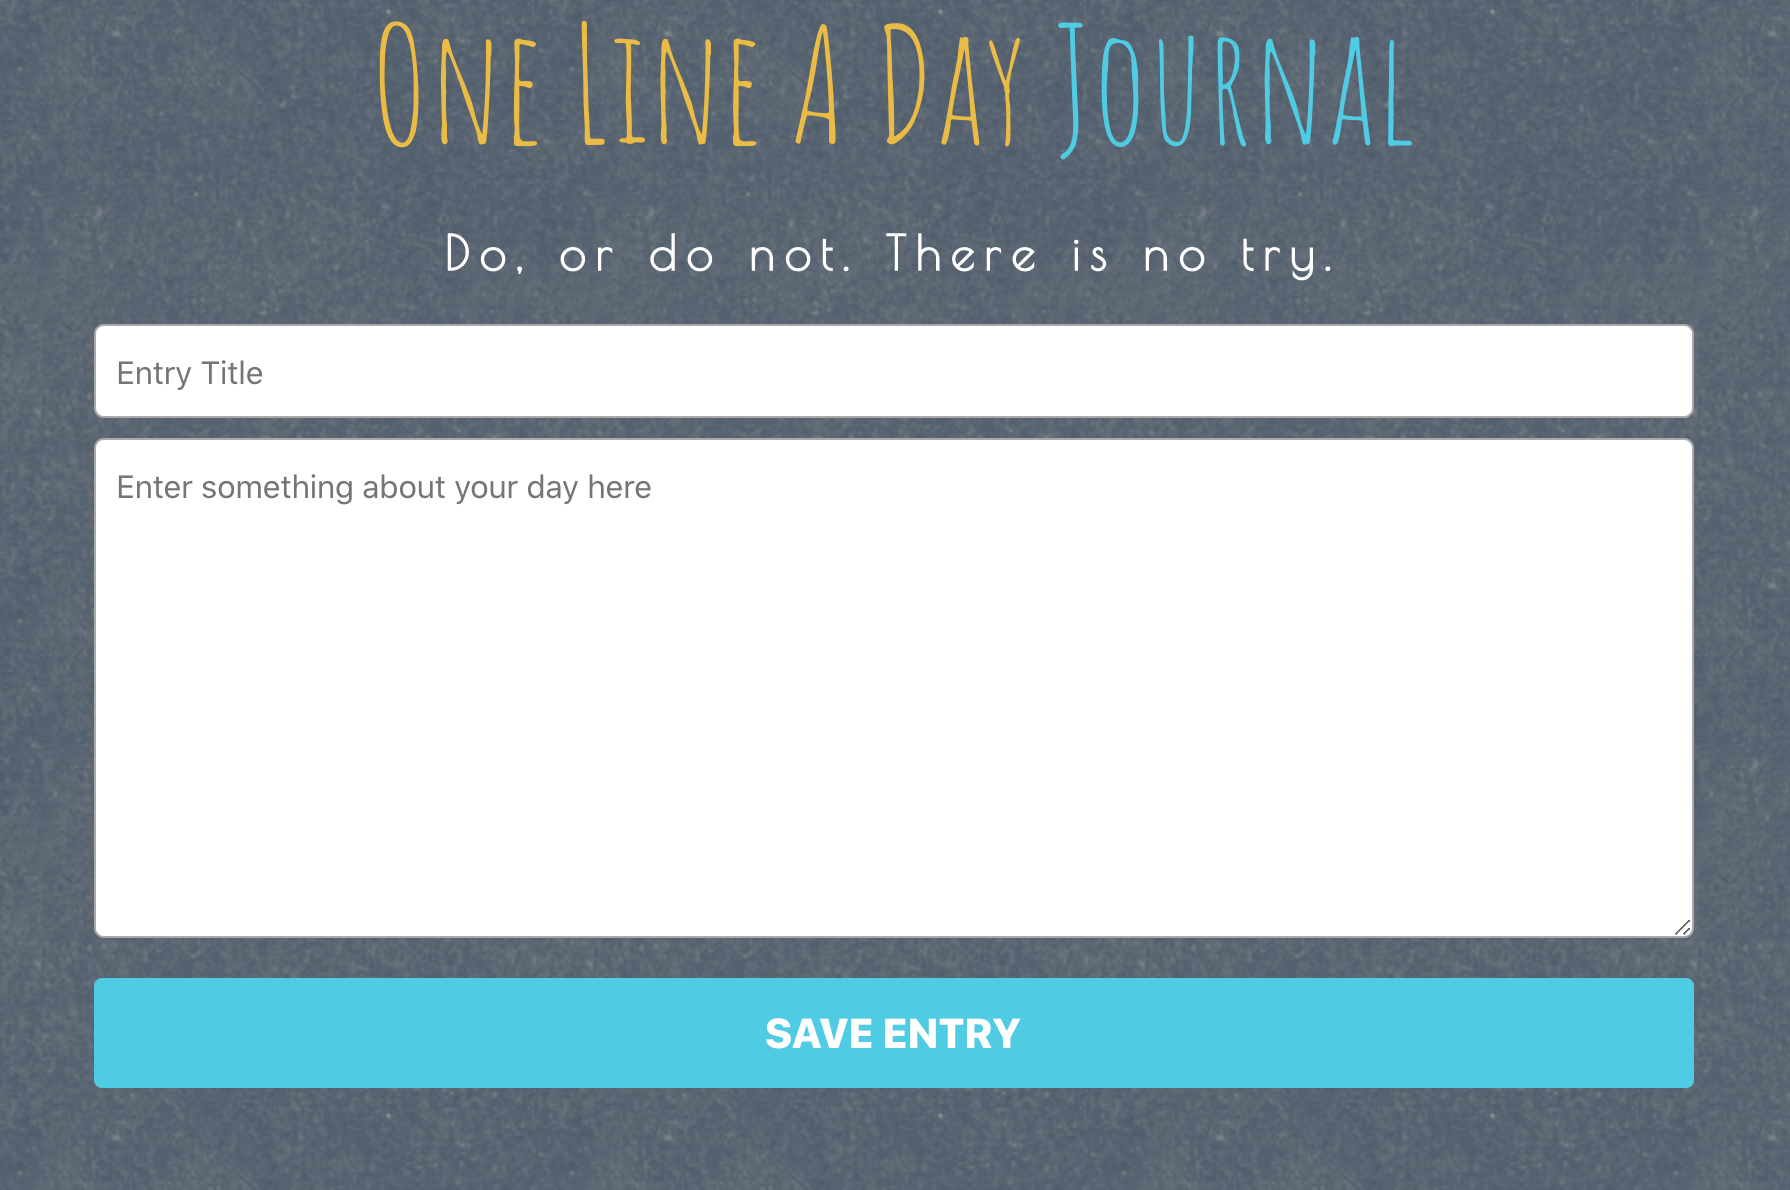 One Line A Day Journal
Do, or do not. There is no try.
Entry Title
Enter something about your day here
SAVE ENTRY